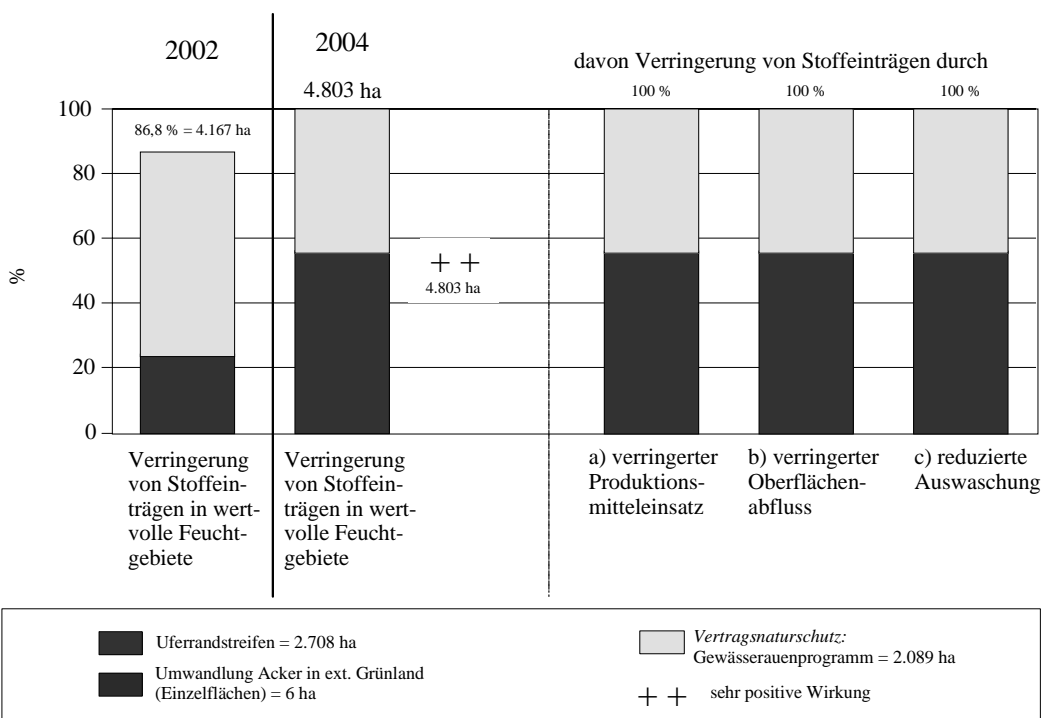 2002
2004
davon Verringerung von Stoffeinträgen durch
4.803 ha
100 %
100 %
100 %
86,8 % = 4.167 ha
100
80
60
40
20
0
%
+ +
4.803 ha
Verringerung
von Stoffein-
trägen in wert-
volle Feucht-
gebiete
Verringerung
von Stoffein-
trägen in wert-
volle Feucht-
gebiete
a) verringerter
Produktions-
mitteleinsatz
b) verringerter
Oberflächen-
abfluss
c) reduzierte
Auswaschung
Uferrandstreifen = 2.708 ha
Umwandlung Acker in ext. Grünland
(Einzelflächen) = 6 ha
Vertragsnaturschutz:
Gewässerauenprogramm = 2.089 ha
+ + sehr positive Wirkung